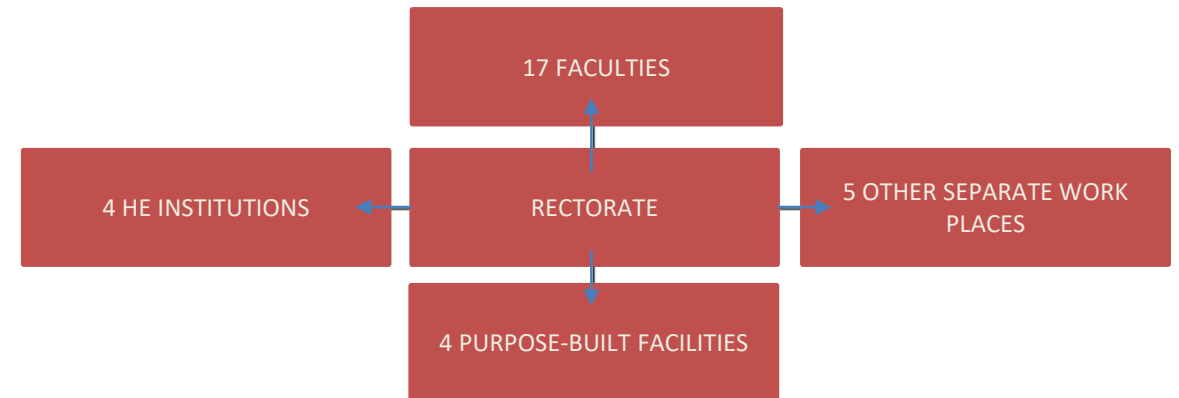 17 FACULTIES
4 HE INSTITUTIONS
RECTORATE
5 OTHER SEPARATE WORK
PLACES
4 PURPOSE-BUILT FACILITIES